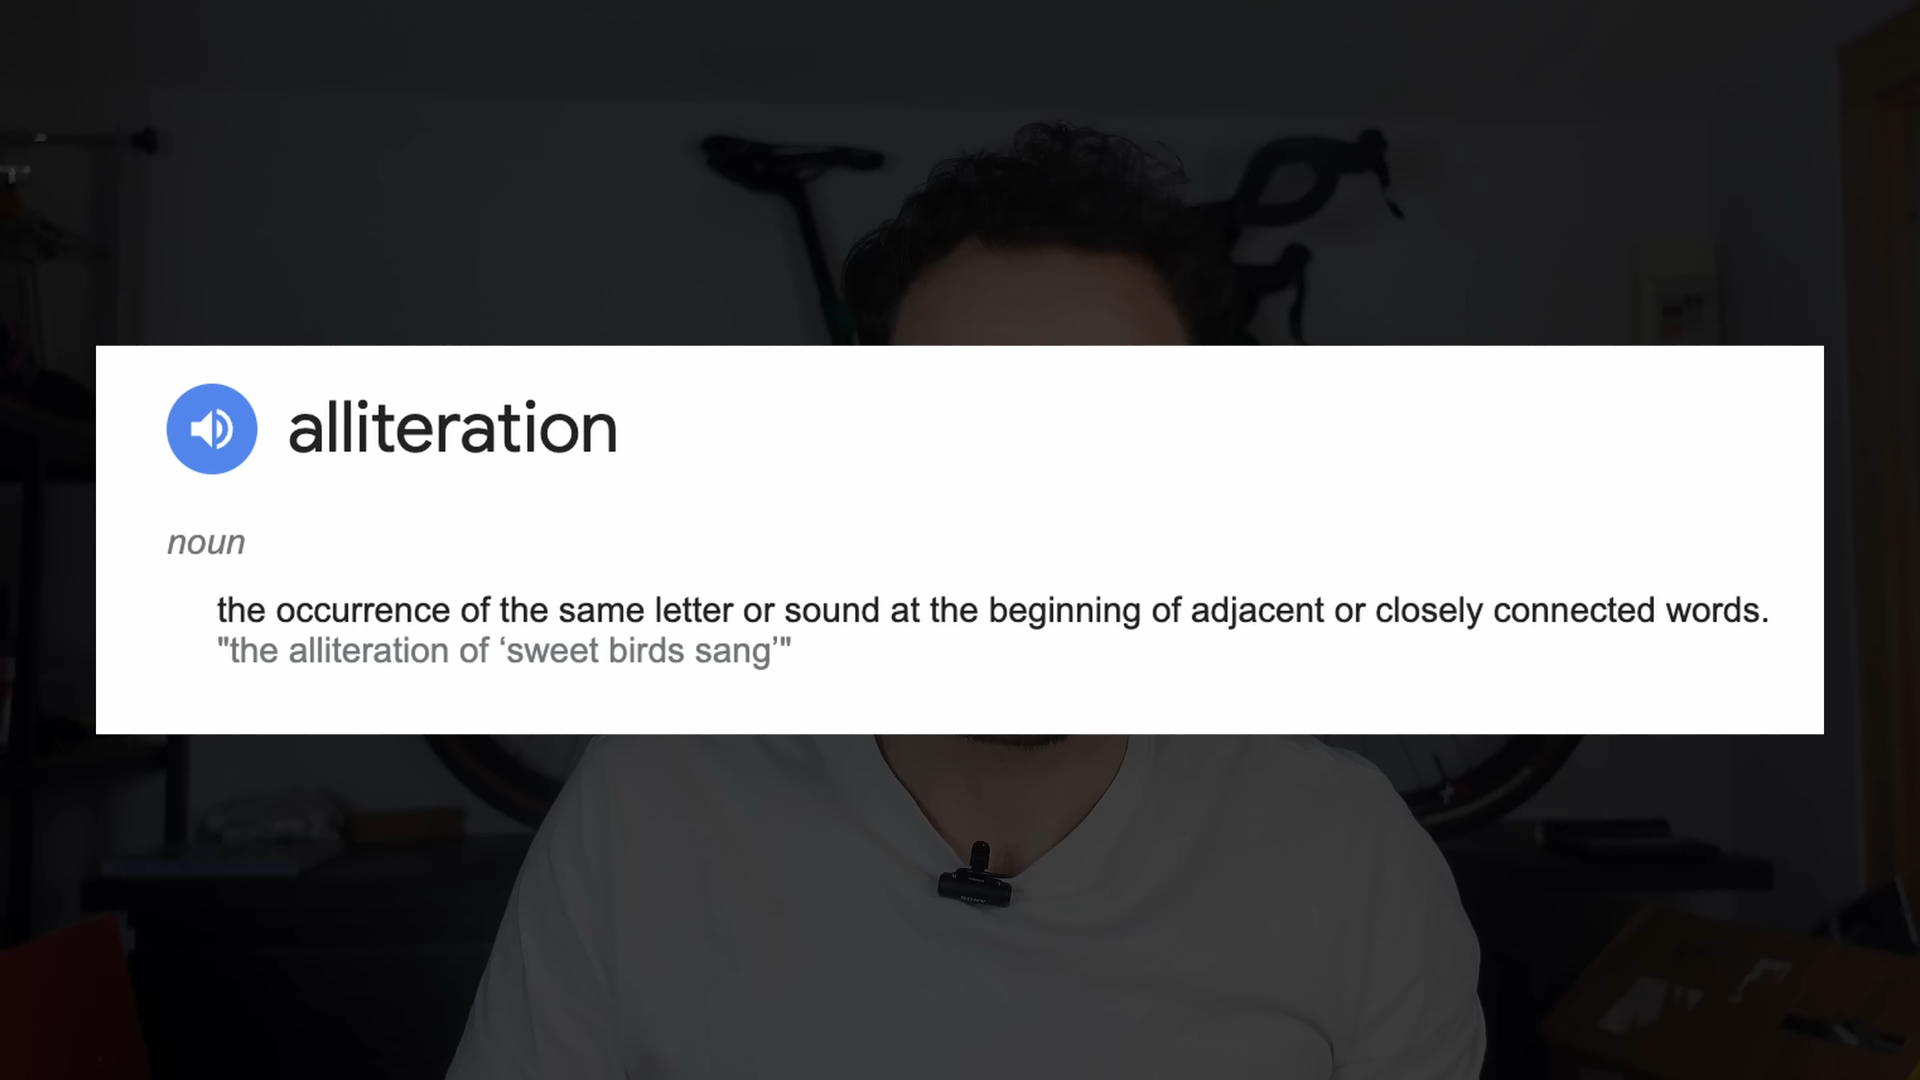 alliteration
noun
the occurrence of the same letter or sound at the beginning of adjacent or closely connected words.
"the alliteration of ‘sweet birds sang’"
SONY